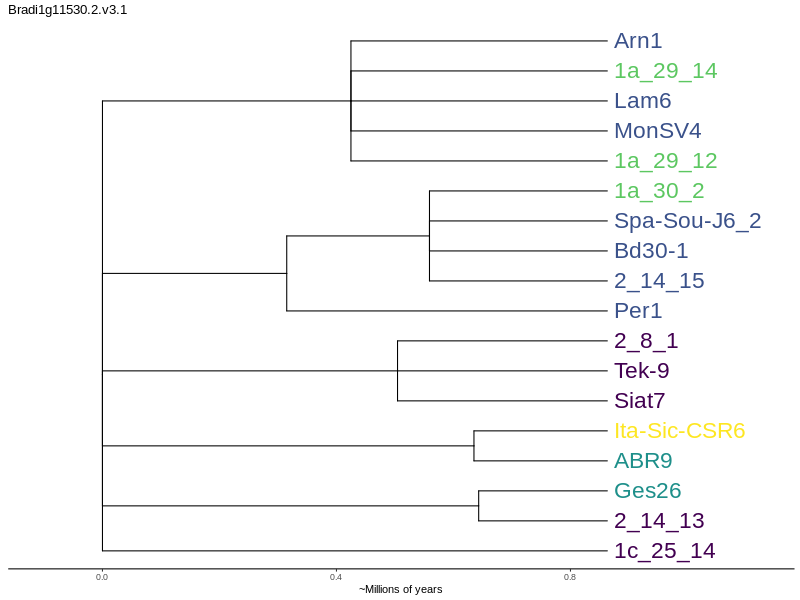 Bradi1g11530.2.v3.1
Arn1
1a_29_14
Lam6
MonSV4
1a_29_12
1a_30_2
Spa-Sou-J6_2
Bd30-1
2_14_15
Per1
2_8_1
Tek-9
Siat7
Ita-Sic-CSR6
ABR9
Ges26
2_14_13
1c_25_14
0.0 0.4 0.8
~Millions of years